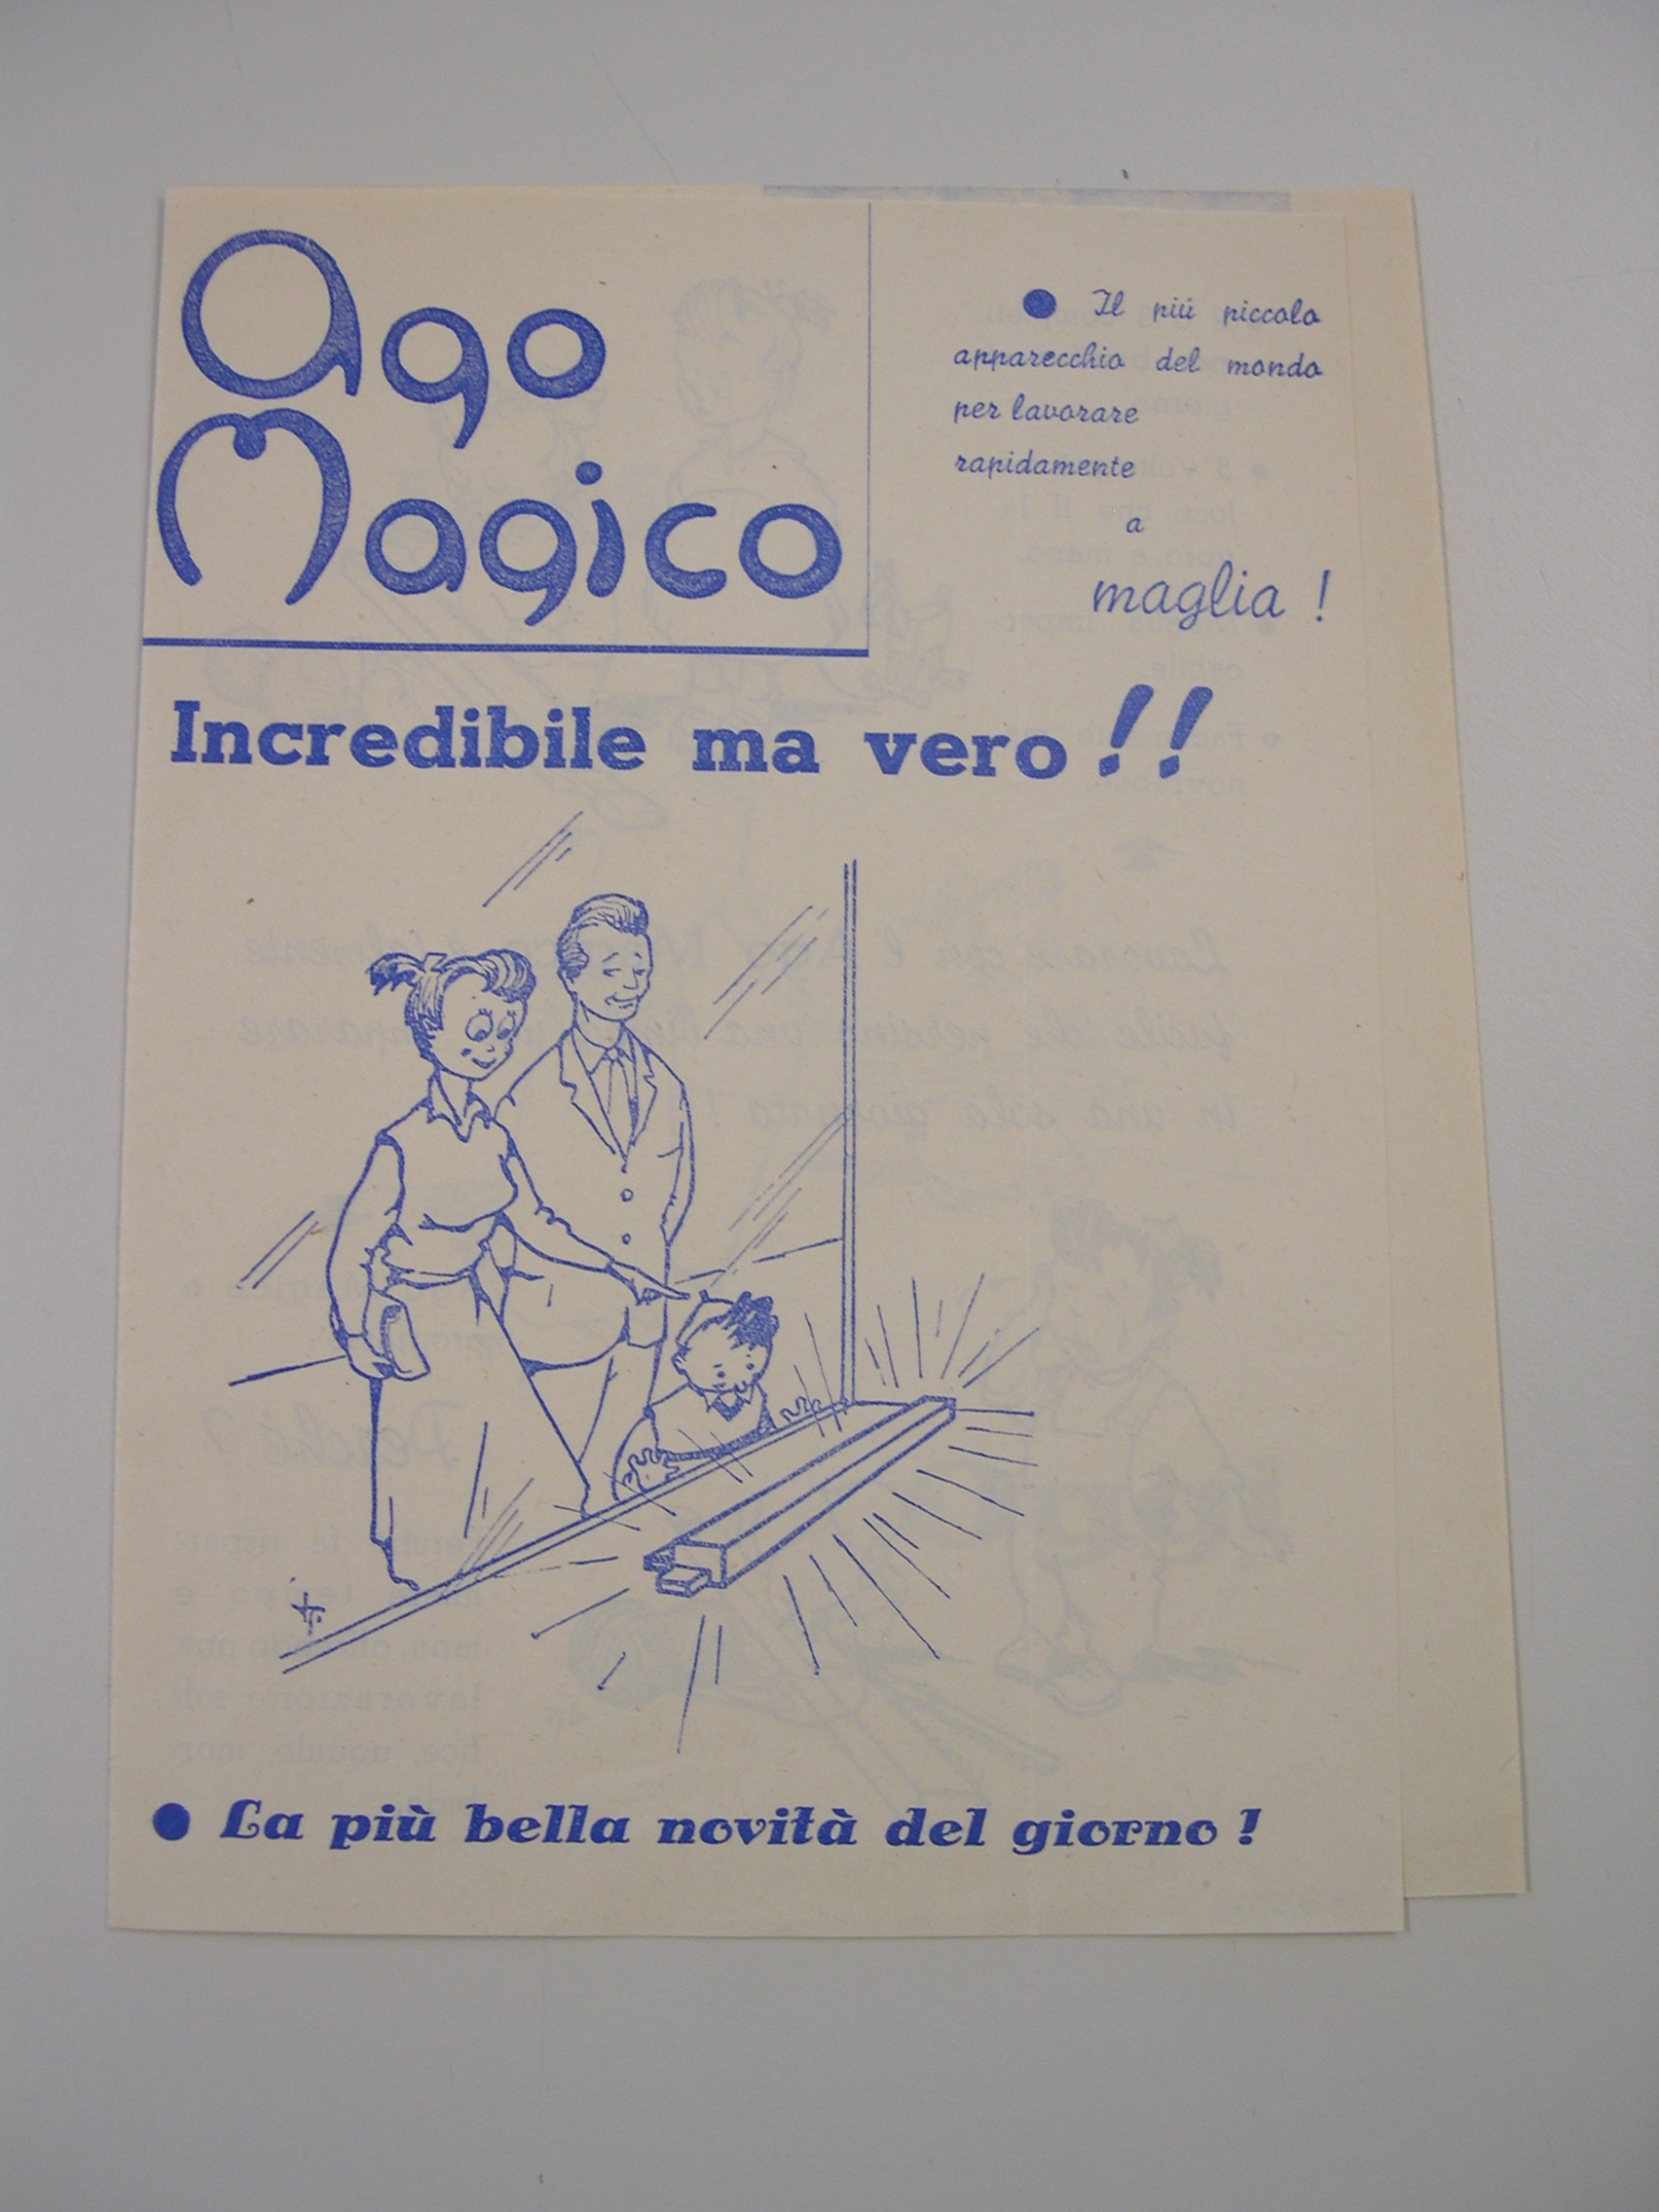 Ago
Magico
● Il più piccolo
apparecchio del mondo
per lavorare
rapidamente
a
maglia !
Incredibile ma vero !!
● La più bella novità del giorno !